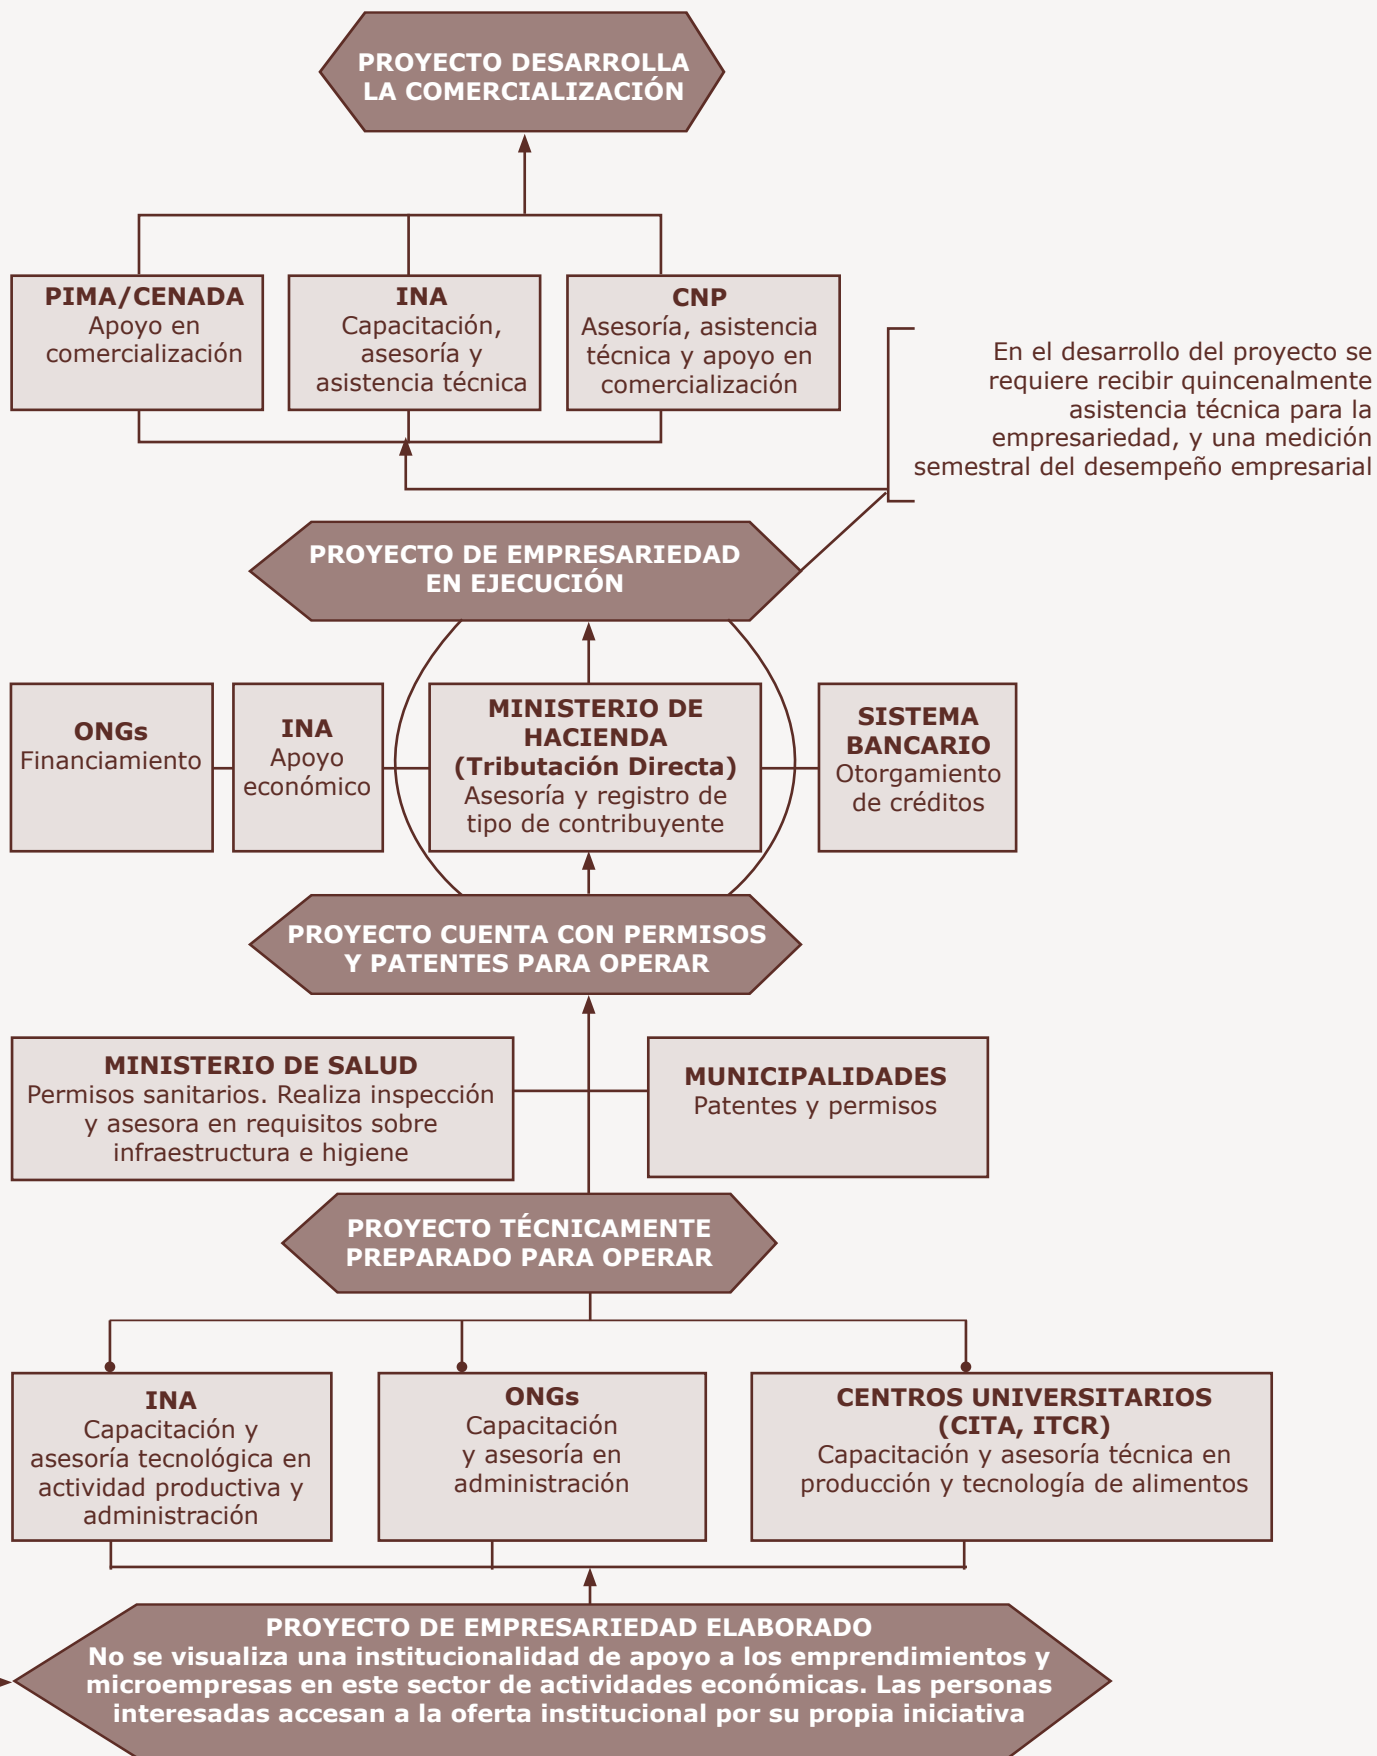 PROYECTO DESARROLLA
LA COMERCIALIZACIÓN
PIMA/CENADA
Apoyo en
comercialización
INA
Capacitación,
asesoría y
asistencia técnica
CNP
Asesoría, asistencia
técnica y apoyo en
comercialización
En el desarrollo del proyecto se
requiere recibir quincenalmente
asistencia técnica para la
empresariedad, y una medición
semestral del desempeño empresarial
PROYECTO DE EMPRESARIEDAD
EN EJECUCIÓN
ONGs
Financiamiento
INA
Apoyo
económico
MINISTERIO DE
HACIENDA
(Tributación Directa)
Asesoría y registro de
tipo de contribuyente
SISTEMA
BANCARIO
Otorgamiento
de créditos
PROYECTO CUENTA CON PERMISOS
Y PATENTES PARA OPERAR
MINISTERIO DE SALUD
Permisos sanitarios. Realiza inspección
y asesora en requisitos sobre
infraestructura e higiene
MUNICIPALIDADES
Patentes y permisos
PROYECTO TÉCNICAMENTE
PREPARADO PARA OPERAR
INA
Capacitación y
asesoría tecnológica en
actividad productiva y
administración
ONGs
Capacitación
y asesoría en
administración
CENTROS UNIVERSITARIOS
(CITA, ITCR)
Capacitación y asesoría técnica en
producción y tecnología de alimentos
PROYECTO DE EMPRESARIEDAD ELABORADO
No se visualiza una institucionalidad de apoyo a los emprendimientos y
microempresas en este sector de actividades económicas. Las personas
interesadas accesan a la oferta institucional por su propia iniciativa